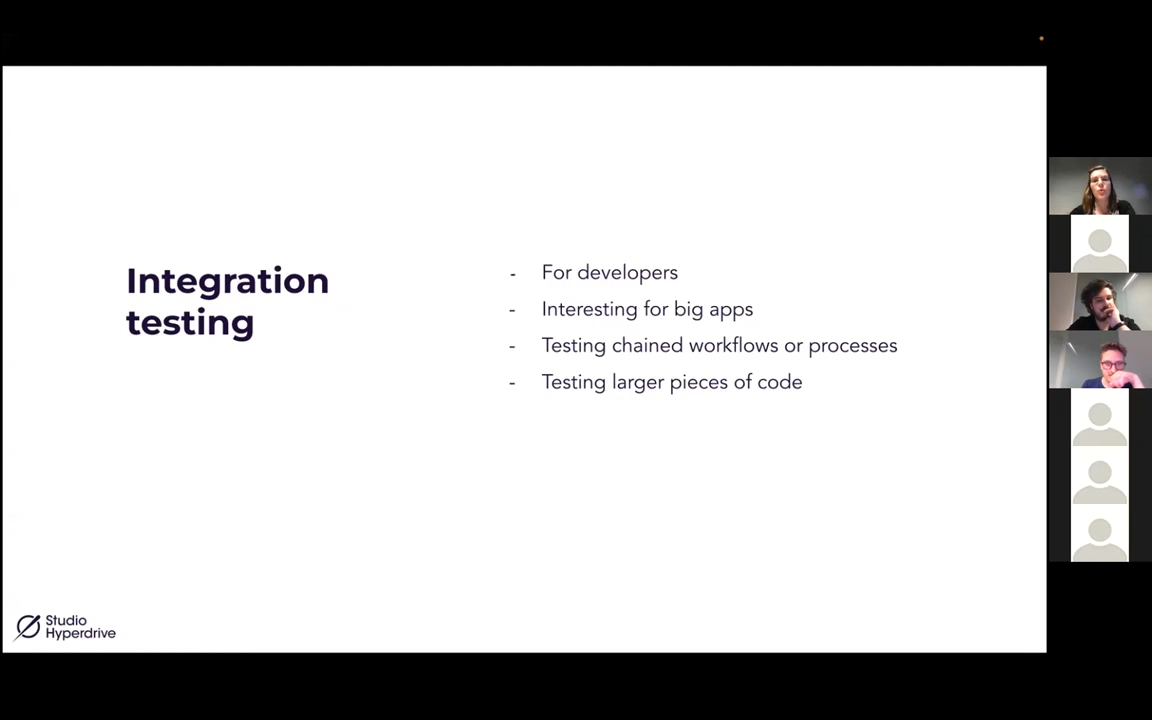 Integration
testing
- For developers
- Interesting for big apps
- Testing chained workflows or processes
- Testing larger pieces of code
Studio
Hyperdrive